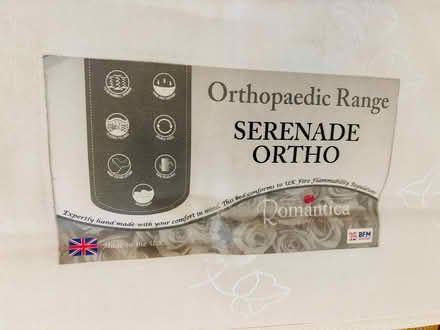 Orthopaedic Range
SERENADE
ORTHO
Expertly hand made with your comfort in mind. This bed conforms to UK Fire Flammability Regulations
Romantica
Made in the UK
BFM